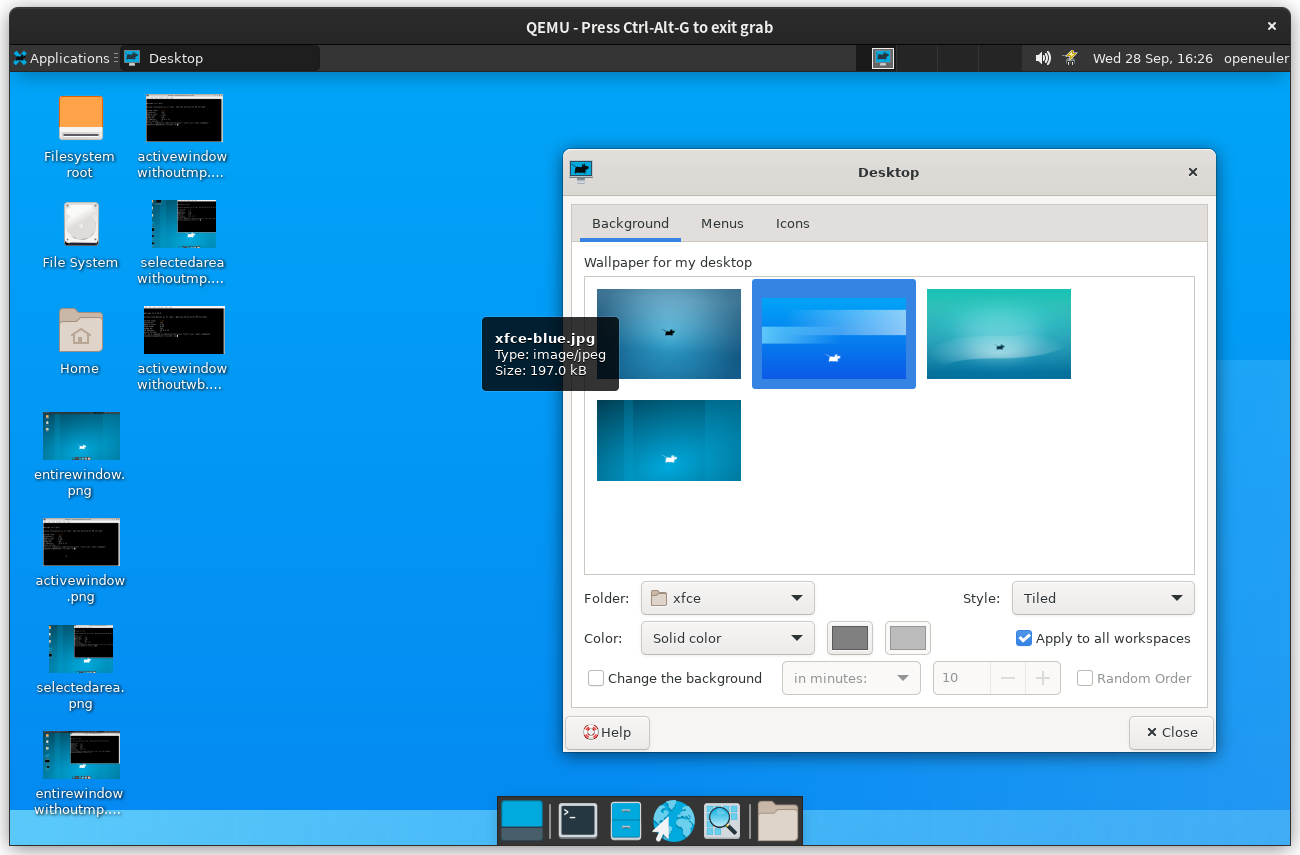 QEMU - Press Ctrl-Alt-G to exit grab
Applications
Desktop
Wed 28 Sep, 16:26
openeuler
Filesystem
root
activewindow
withoutmp....
File System
selectedarea
withoutmp....
Home
activewindow
withoutwb....
entirewindow.
png
activewindow
.png
selectedarea.
png
entirewindow
withoutmp....
Desktop
Background
Menus
Icons
Wallpaper for my desktop
xfce-blue.jpg
Type: image/jpeg
Size: 197.0 kB
Folder:
xfce
Style:
Tiled
Color:
Solid color
Apply to all workspaces
Change the background
in minutes:
10
Random Order
Help
Close